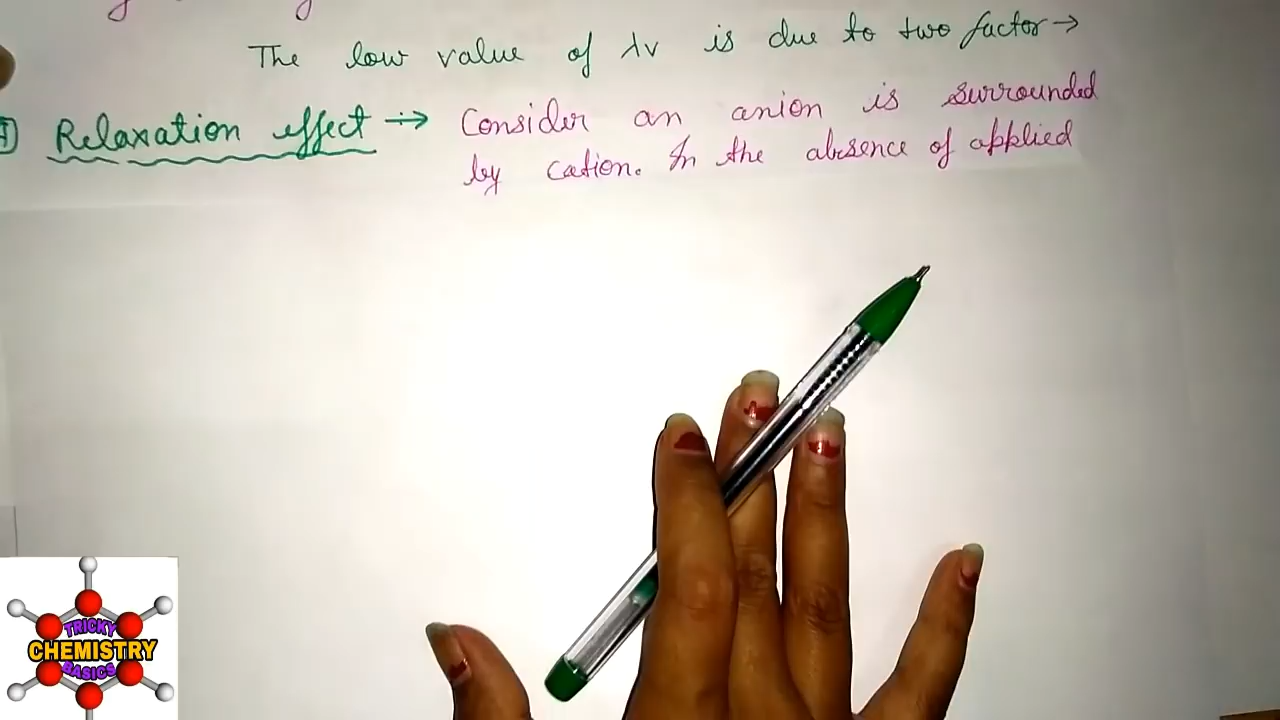 The low value of λv is due to two factor →
I) Relaxation effect → Consider an anion is surrounded
by cation. In the absence of applied
TRICKY
CHEMISTRY
BASICS